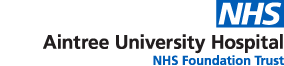 NHS
Aintree University Hospital
NHS Foundation Trust